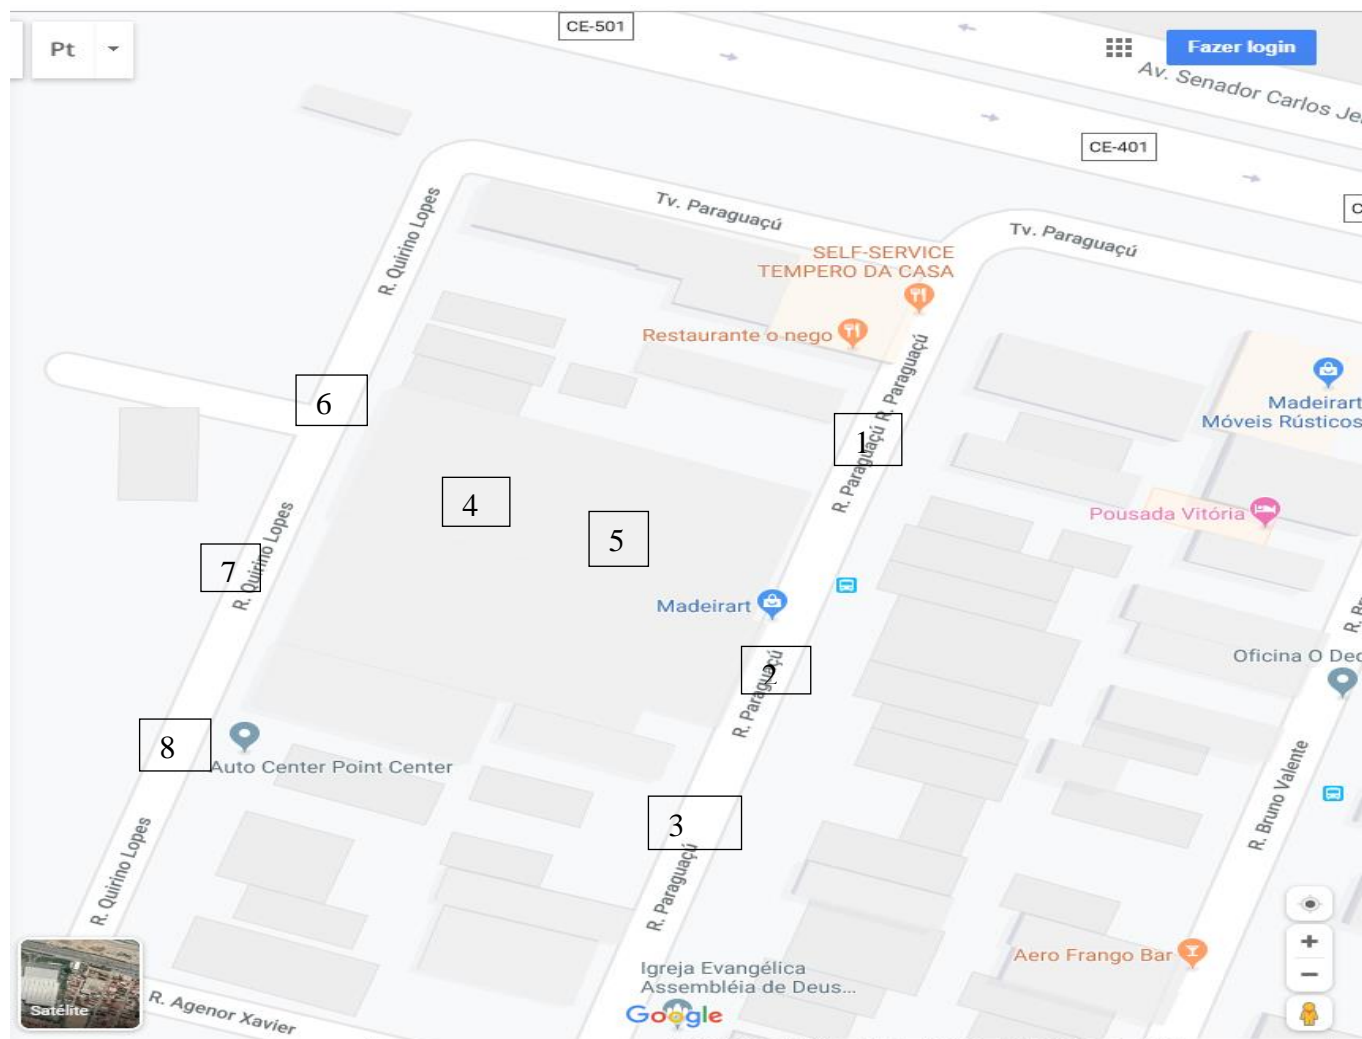 CE-501
Pt
Fazer login
Av. Senador Carlos Je
CE-401
C
Tv. Paraguaçú
Tv. Paraguaçú
R. Quirino Lopes
SELF-SERVICE
TEMPERO DA CASA
Restaurante o nego
R. Paraguaçú
Madeirart
Móveis Rústicos
6
1
R. Paraguaçú
4
5
Pousada Vitória
R. Quirino Lopes
7
Madeirart
R. B
Oficina O Dec
2
R. Paraguaçú
8
Auto Center Point Center
R. Bruno Valente
3
R. Quirino Lopes
R. Paraguaçú
Aero Frango Bar
Igreja Evangélica
Assembléia de Deus...
Satélite
R. Agenor Xavier
Google